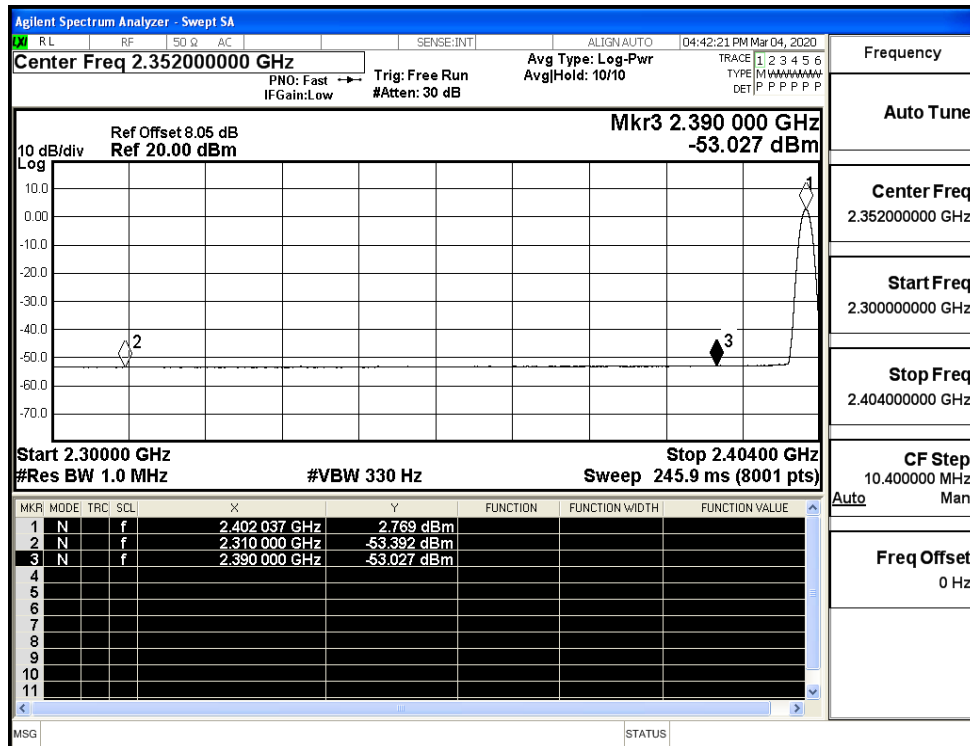 Agilent Spectrum Analyzer - Swept SA
LXI RL RF 50 Ω AC SENSE:INT ALIGN AUTO 04:42:21 PM Mar 04, 2020
Center Freq 2.352000000 GHz
PNO: Fast
IFGain:Low
Trig: Free Run
#Atten: 30 dB
Avg Type: Log-Pwr
Avg|Hold: 10/10
TRACE 1 2 3 4 5 6
TYPE M WWWWW
DET P P P P P P
Ref Offset 8.05 dB
10 dB/div Ref 20.00 dBm
Log
Mkr3 2.390 000 GHz
-53.027 dBm
10.0
0.00
-10.0
-20.0
-30.0
-40.0
-50.0
-60.0
-70.0
1
2
3
Start 2.30000 GHz Stop 2.40400 GHz
#Res BW 1.0 MHz #VBW 330 Hz Sweep 245.9 ms (8001 pts)
MKR MODE TRC SCL X Y FUNCTION FUNCTION WIDTH FUNCTION VALUE
1 N f 2.402 037 GHz 2.769 dBm
2 N f 2.310 000 GHz -53.392 dBm
3 N f 2.390 000 GHz -53.027 dBm
4
5
6
7
8
9
10
11
MSG STATUS
Frequency
Auto Tune
Center Freq
2.352000000 GHz
Start Freq
2.300000000 GHz
Stop Freq
2.404000000 GHz
CF Step
10.400000 MHz
Auto Man
Freq Offset
0 Hz